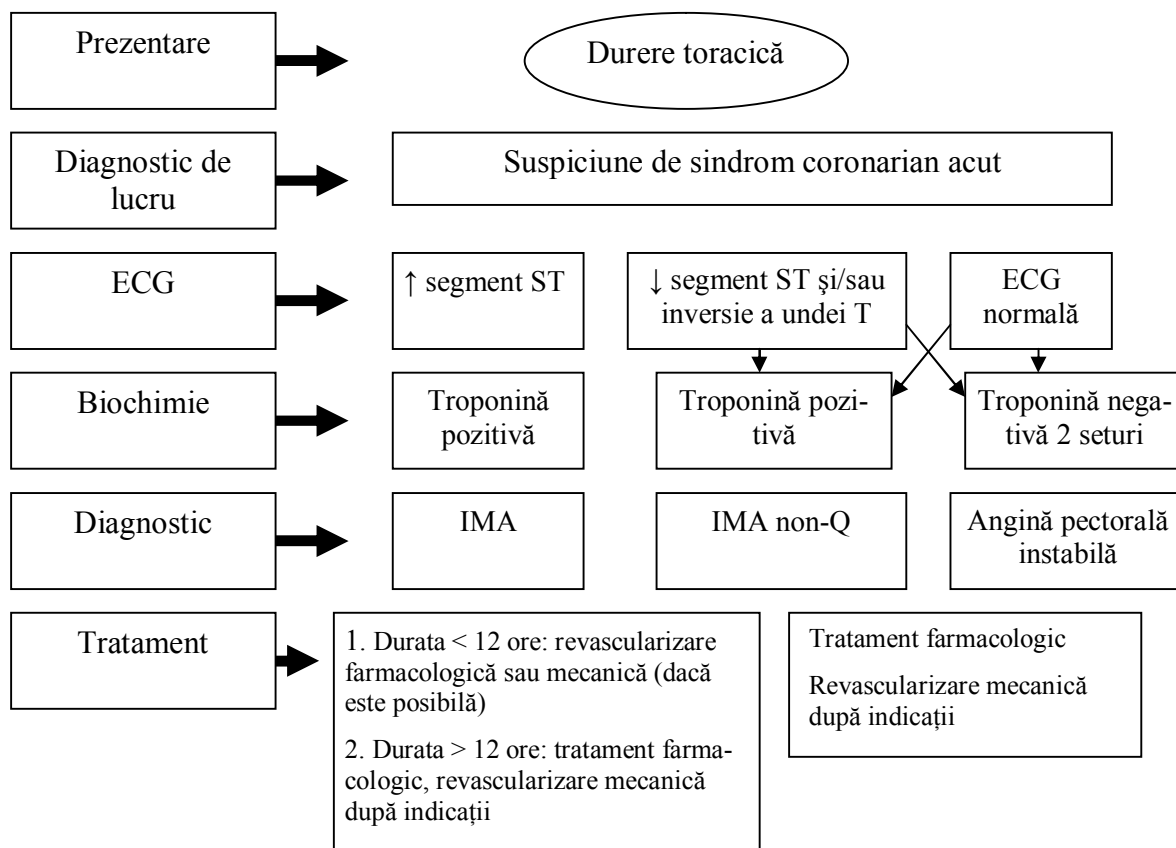 Prezentare
Durere toracică
Diagnostic de
lucru
Suspiciune de sindrom coronarian acut
ECG
↑ segment ST
↓ segment ST şi/sau
inversie a undei T
ECG
normală
Biochimie
Troponină
pozitivă
Troponină pozi-
tivă
Troponină nega-
tivă 2 seturi
Diagnostic
IMA
IMA non-Q
Angină pectorală
instabilă
Tratament
1. Durata < 12 ore: revascularizare
farmacologică sau mecanică (dacă
este posibilă)
2. Durata > 12 ore: tratament farma-
cologic, revascularizare mecanică
după indicații
Tratament farmacologic
Revascularizare mecanică
după indicații